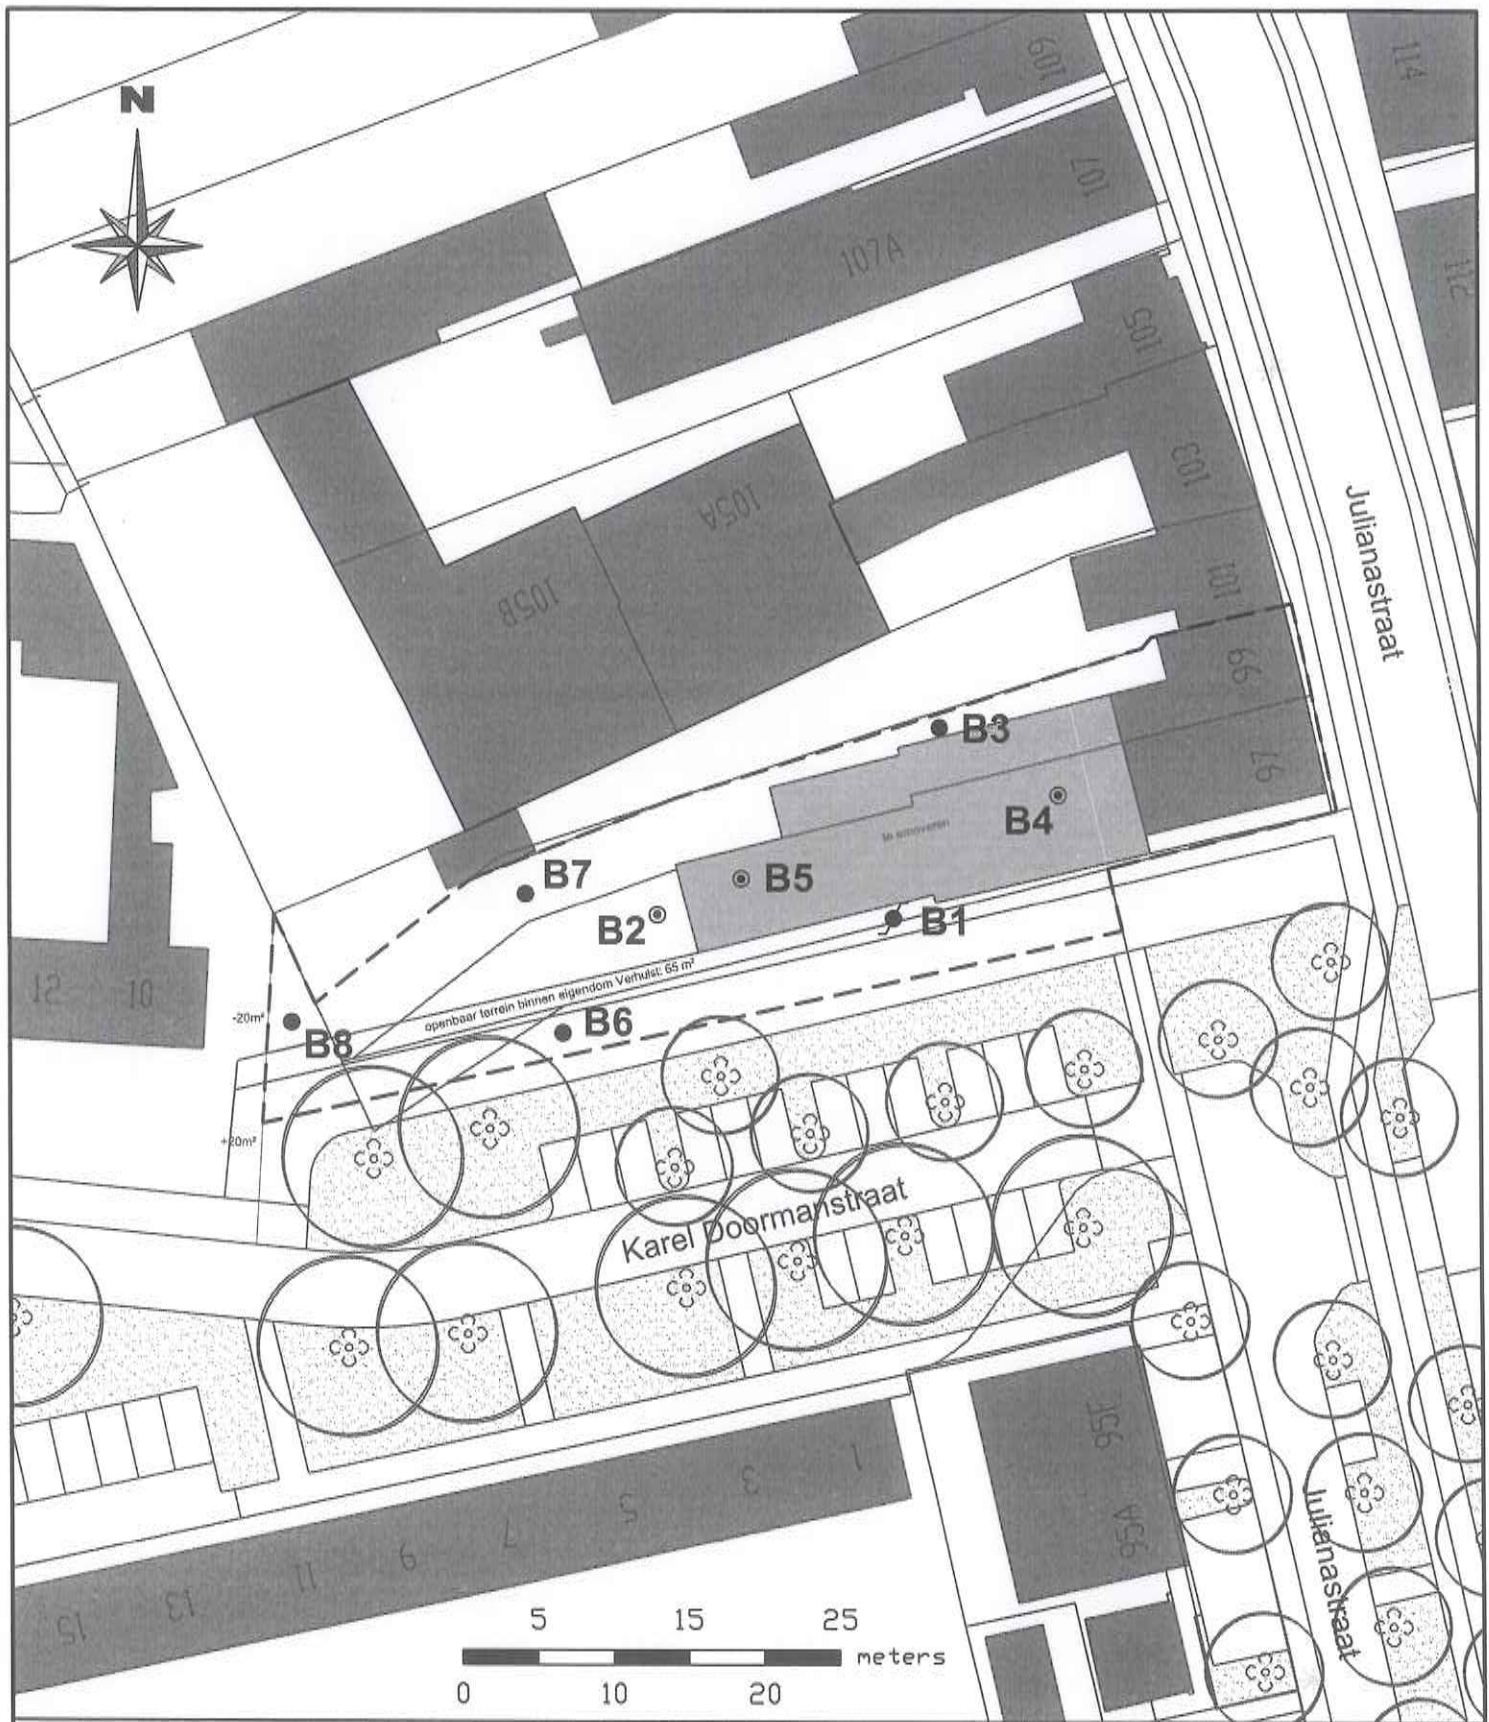 N
109
114
107
107A
112
105
103
105A
Julianastraat
101
105B
99
B3
97
B4
te amoveren
B7
B5
B2
B1
12
10
openbaar terrein binnen eigendom Verhulst: 65 m²
-20m²
B6
B8
+20m²
Karel Doormanstraat
95F
1
3
5
7
9
11
13
15
95A
Julianastraat
5 15 25
meters
0 10 20